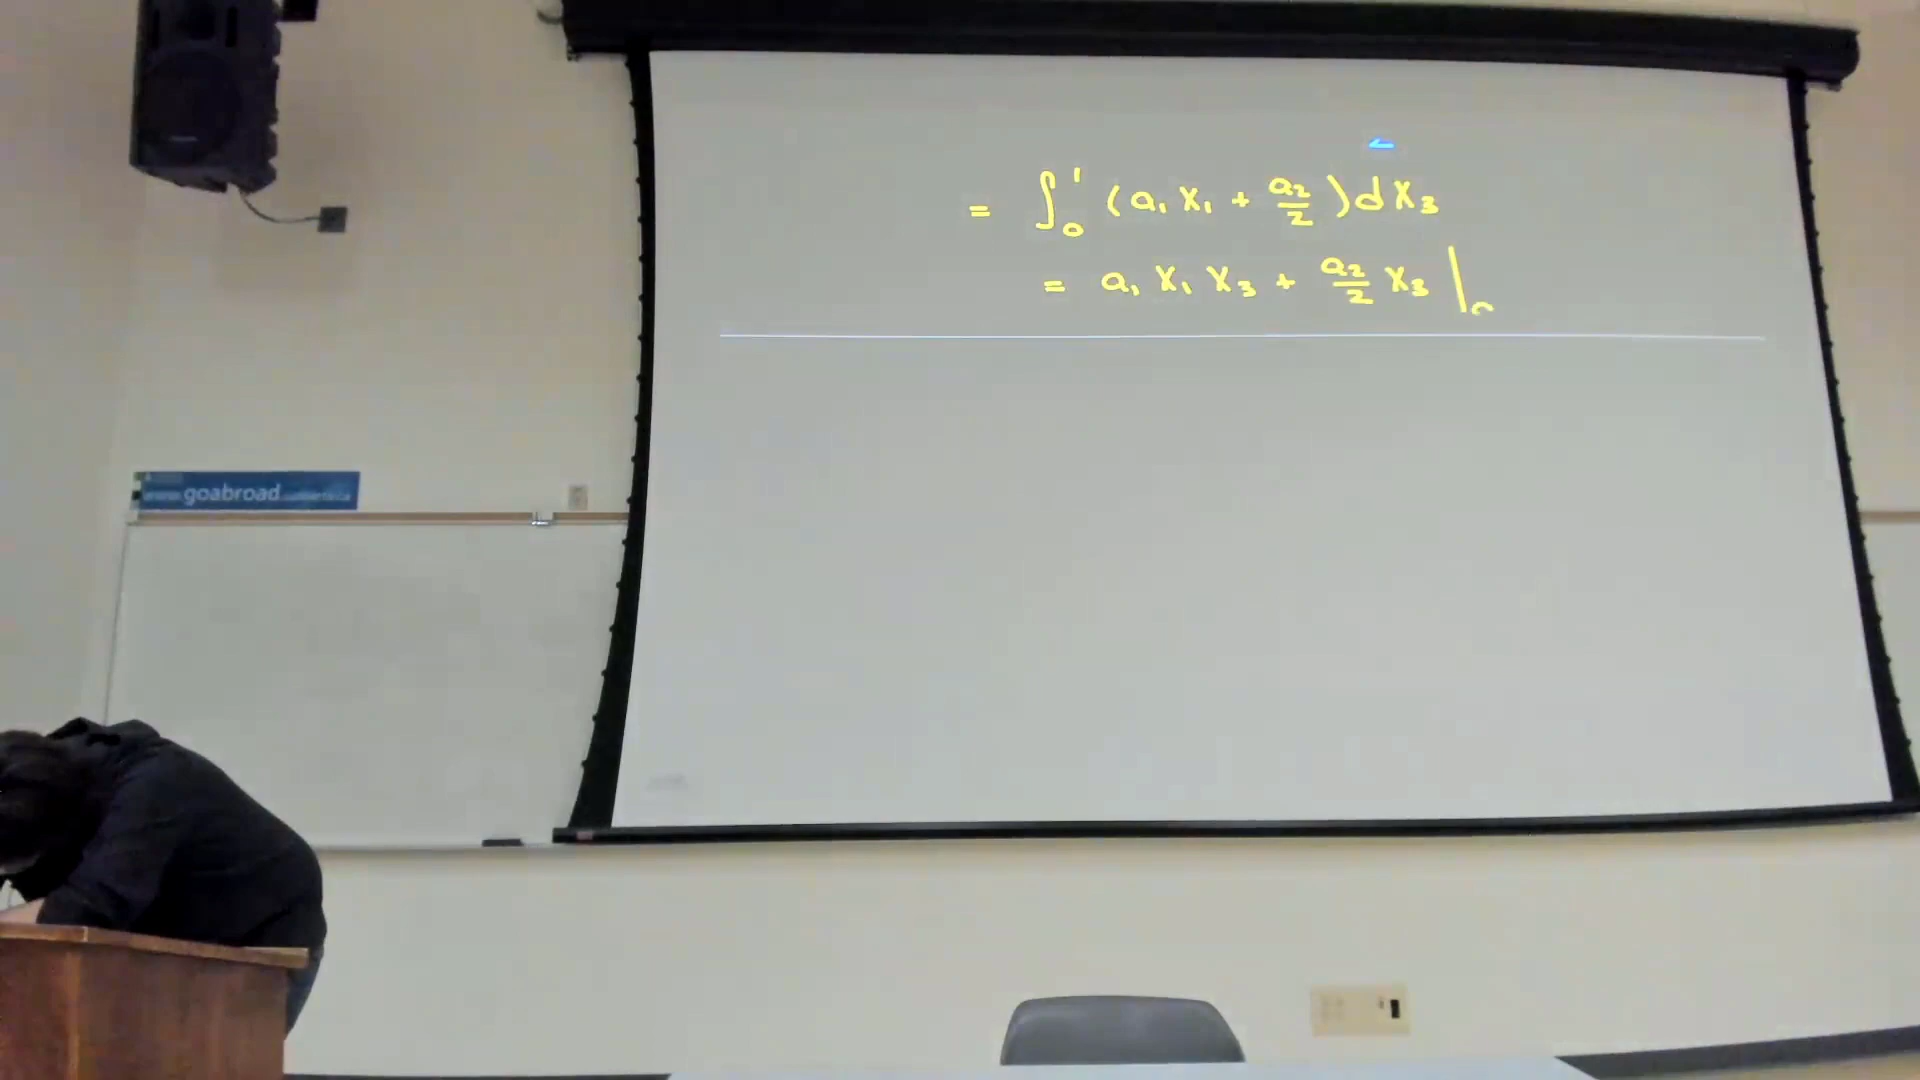 = ∫₀¹ (a₁ x₁ + a₂/2) dx₃
= a₁ x₁ x₃ + a₂/2 x₃ |₀
www.goabroad